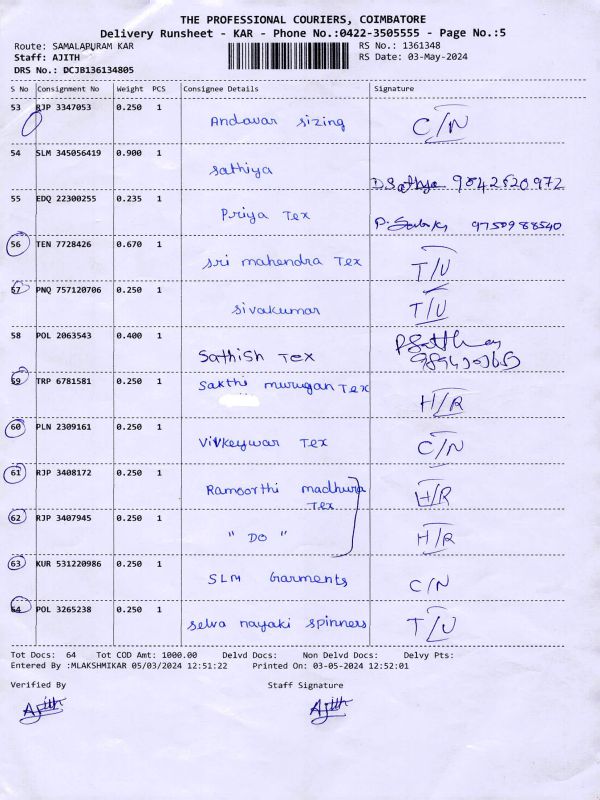 THE PROFESSIONAL COURIERS, COIMBATORE
Delivery Runsheet - KAR - Phone No.:0422-3505555 - Page No.:5
Route: SAMALAPURAM KAR RS No.: 1361348
Staff: AJITH RS Date: 03-May-2024
DRS No.: DCJB136134805
S No Consignment No Weight PCS Consignee Details Signature
53 RJP 3347053 0.250 1 Andavar sizing C/N
54 SLM 345056419 0.900 1 sathiya D.Sathya 9842620972
55 EDQ 22300255 0.235 1 Priya Tex P. 9750988540
56 TEN 7728426 0.670 1 sri mahendra Tex T/U
57 PNQ 757120706 0.250 1 sivakumar T/U
58 POL 2063543 0.400 1 Sathish Tex
59 TRP 6781581 0.250 1 Sakthi murugan Tex H/R
60 PLN 2309161 0.250 1 Vivkeywar Tex C/N
61 RJP 3408172 0.250 1 Ramoorthi madhura H/R
Tex
62 RJP 3407945 0.250 1 " DO " H/R
63 KUR 531220986 0.250 1 SLM Garments C/N
64 POL 3265238 0.250 1 selva nayaki spinners T/U
Tot Docs: 64 Tot COD Amt: 1000.00 Delvd Docs: Non Delvd Docs: Delvy Pts:
Entered By :MLAKSHMIKAR 05/03/2024 12:51:22 Printed On: 03-05-2024 12:52:01
Verified By Staff Signature
Ajith Ajith